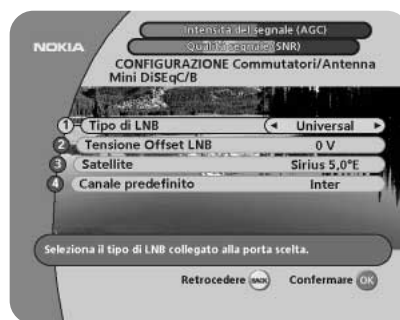 Intensità del segnale (AGC)
NOKIA
Qualità segnale (SNR)
CONFIGURAZIONE Commutatori/Antenna
Mini DiSEqC/B
1 Tipo di LNB Universal
2 Tensione Offset LNB 0 V
3 Satellite Sirius 5,0°E
4 Canale predefinito Inter
Seleziona il tipo di LNB collegato alla porta scelta.
Retrocedere BACK Confermare OK